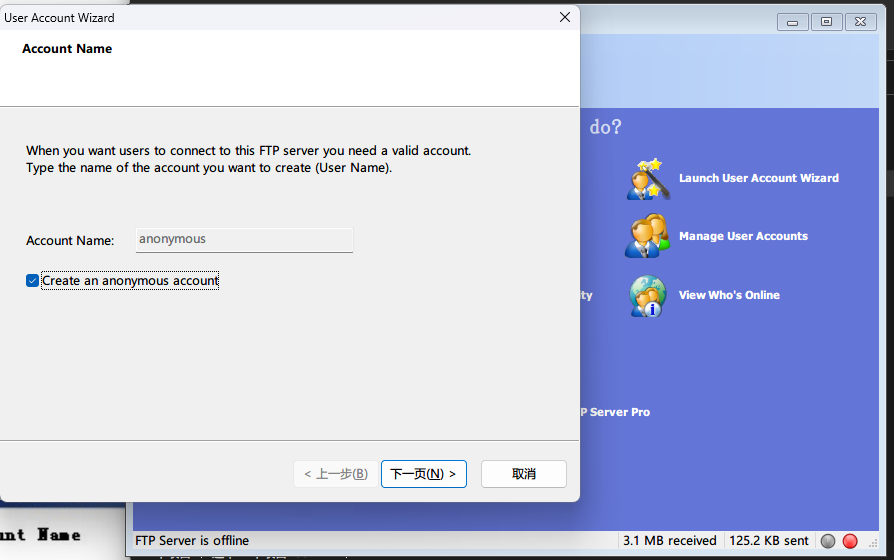 User Account Wizard
Account Name
When you want users to connect to this FTP server you need a valid account.
Type the name of the account you want to create (User Name).
Account Name: anonymous
Create an anonymous account
< 上一步(B) 下一页(N) > 取消
do?
Launch User Account Wizard
Manage User Accounts
ity
View Who's Online
P Server Pro
unt Name
FTP Server is offline 3.1 MB received 125.2 KB sent